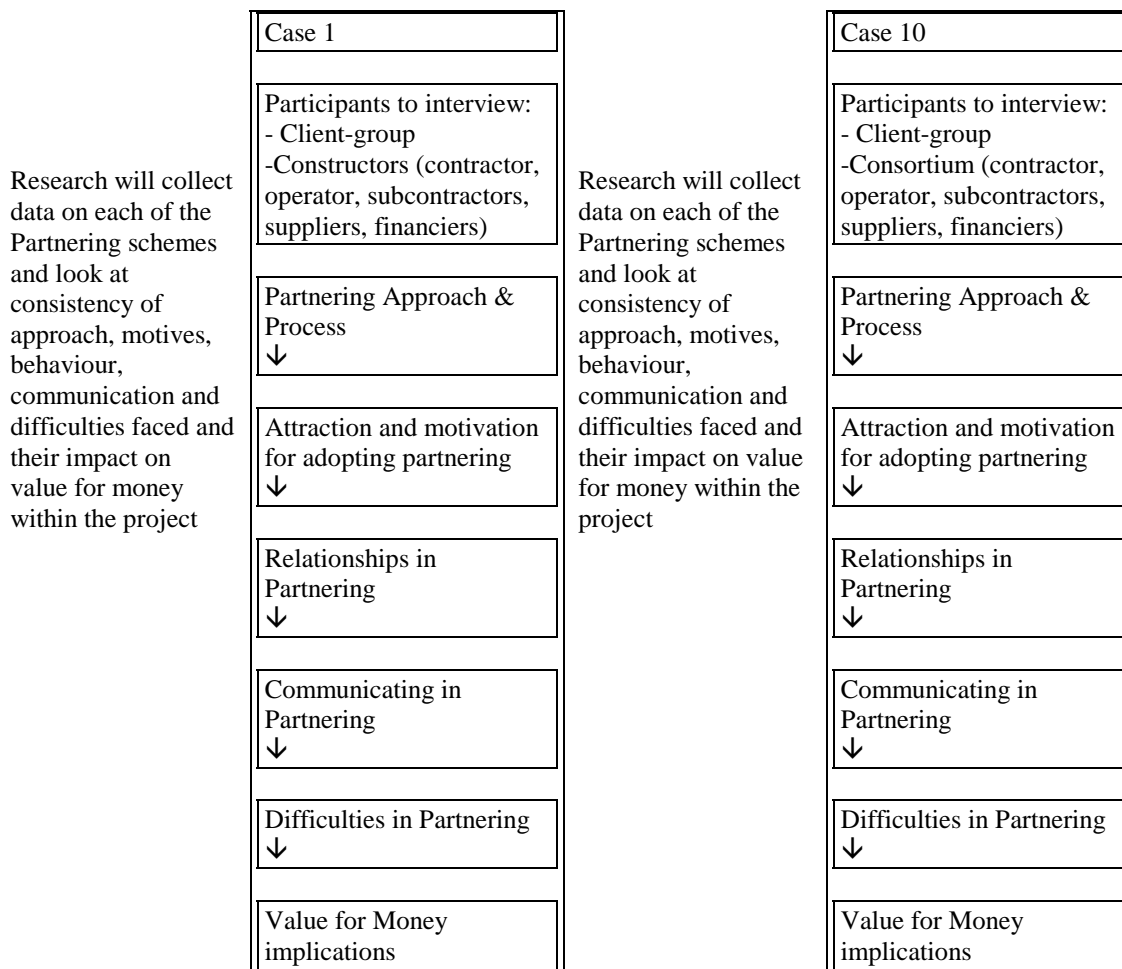 Research will collect
data on each of the
Partnering schemes
and look at
consistency of
approach, motives,
behaviour,
communication and
difficulties faced and
their impact on
value for money
within the project
Case 1
Participants to interview:
- Client-group
-Constructors (contractor,
operator, subcontractors,
suppliers, financiers)
Partnering Approach &
Process
↓
Attraction and motivation
for adopting partnering
↓
Relationships in
Partnering
↓
Communicating in
Partnering
↓
Difficulties in Partnering
↓
Value for Money
implications
Research will collect
data on each of the
Partnering schemes
and look at
consistency of
approach, motives,
behaviour,
communication and
difficulties faced and
their impact on value
for money within the
project
Case 10
Participants to interview:
- Client-group
-Consortium (contractor,
operator, subcontractors,
suppliers, financiers)
Partnering Approach &
Process
↓
Attraction and motivation
for adopting partnering
↓
Relationships in
Partnering
↓
Communicating in
Partnering
↓
Difficulties in Partnering
↓
Value for Money
implications